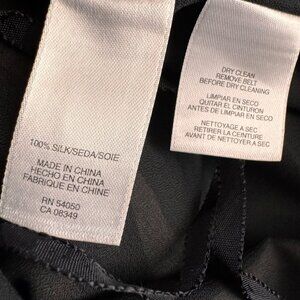 100% SILK/SEDA/SOIE
MADE IN CHINA
HECHO EN CHINA
FABRIQUE EN CHINE
RN 54050
CA 06349
DRY CLEAN
REMOVE BELT
BEFORE DRY CLEANING
LIMPIAR EN SECO
QUITAR EL CINTURON
ANTES DE LIMPIAR EN SECO
NETTOYAGE A SEC
RETIRER LA CEINTURE
AVANT DE NETTOYER A SEC